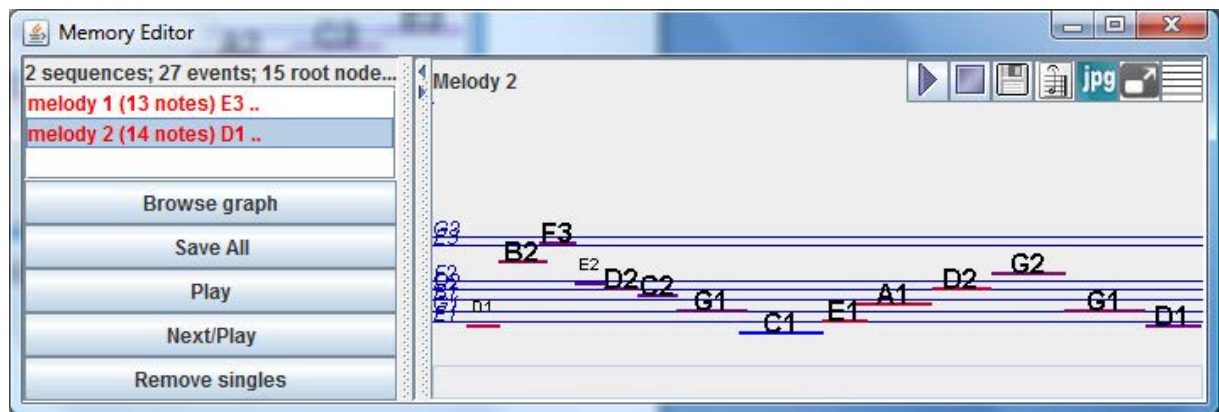 Memory Editor
2 sequences; 27 events; 15 root node...
melody 1 (13 notes) E3 ..
melody 2 (14 notes) D1 ..
Browse graph
Save All
Play
Next/Play
Remove singles
Melody 2
jpg
G3
E3
D1
B2
F3
E2
D2
C2
G1
C1
E1
A1
D2
G2
G1
D1